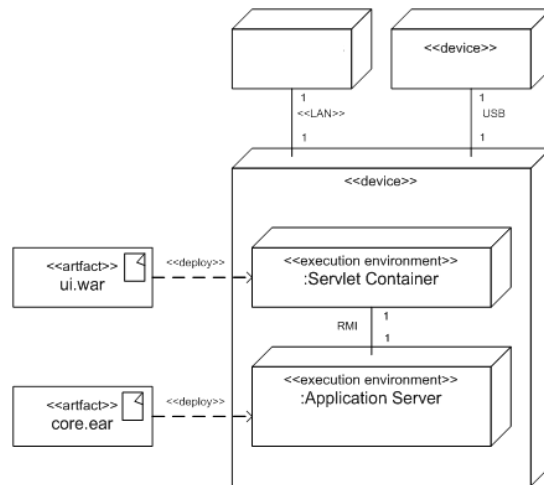 <<device>>
1
1
<<LAN>>
USB
1
1
<<device>>
<<artfact>>
ui.war
<<deploy>>
<<execution environment>>
:Servlet Container
1
RMI
1
<<artfact>>
core.ear
<<deploy>>
<<execution environment>>
:Application Server